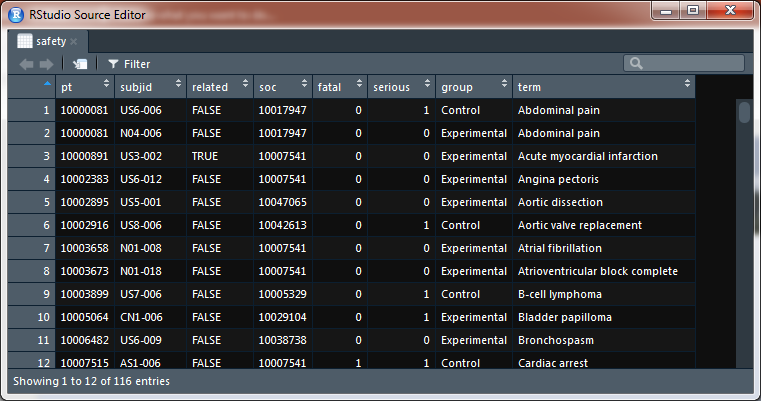 RStudio Source Editor
safety
Filter
pt subjid related soc fatal serious group term
1 10000081 US6-006 FALSE 10017947 0 1 Control Abdominal pain
2 10000081 N04-006 FALSE 10017947 0 0 Experimental Abdominal pain
3 10000891 US3-002 TRUE 10007541 0 0 Experimental Acute myocardial infarction
4 10002383 US6-012 FALSE 10007541 0 0 Experimental Angina pectoris
5 10002895 US5-001 FALSE 10047065 0 0 Experimental Aortic dissection
6 10002916 US8-006 FALSE 10042613 0 1 Control Aortic valve replacement
7 10003658 N01-008 FALSE 10007541 0 0 Experimental Atrial fibrillation
8 10003673 N01-018 FALSE 10007541 0 0 Experimental Atrioventricular block complete
9 10003899 US7-006 FALSE 10005329 0 1 Control B-cell lymphoma
10 10005064 CN1-006 FALSE 10029104 0 1 Experimental Bladder papilloma
11 10006482 US6-009 FALSE 10038738 0 0 Experimental Bronchospasm
12 10007515 AS1-006 FALSE 10007541 1 1 Control Cardiac arrest
Showing 1 to 12 of 116 entries